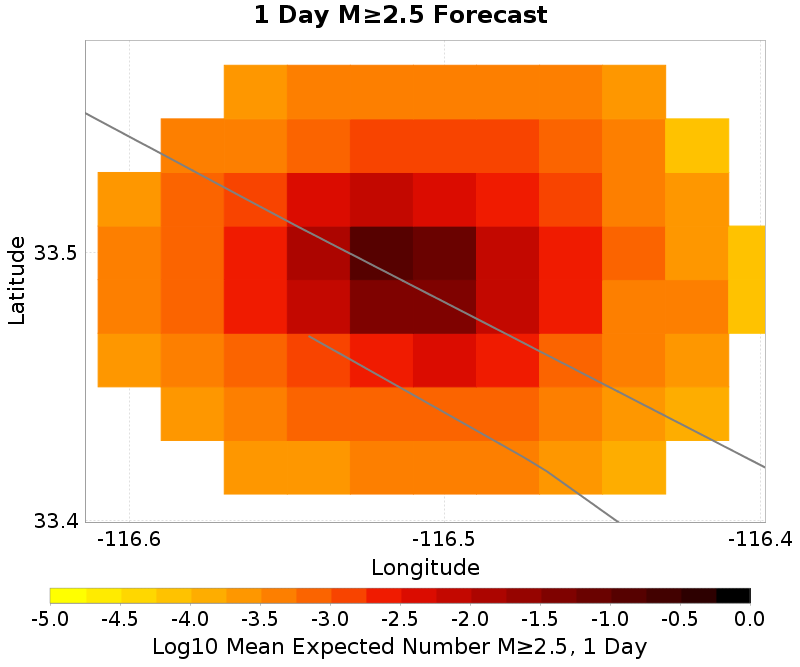 1 Day M≥2.5 Forecast
Latitude
33.5
33.4
-116.6 -116.5 -116.4
Longitude
-5.0 -4.5 -4.0 -3.5 -3.0 -2.5 -2.0 -1.5 -1.0 -0.5 0.0
Log10 Mean Expected Number M≥2.5, 1 Day